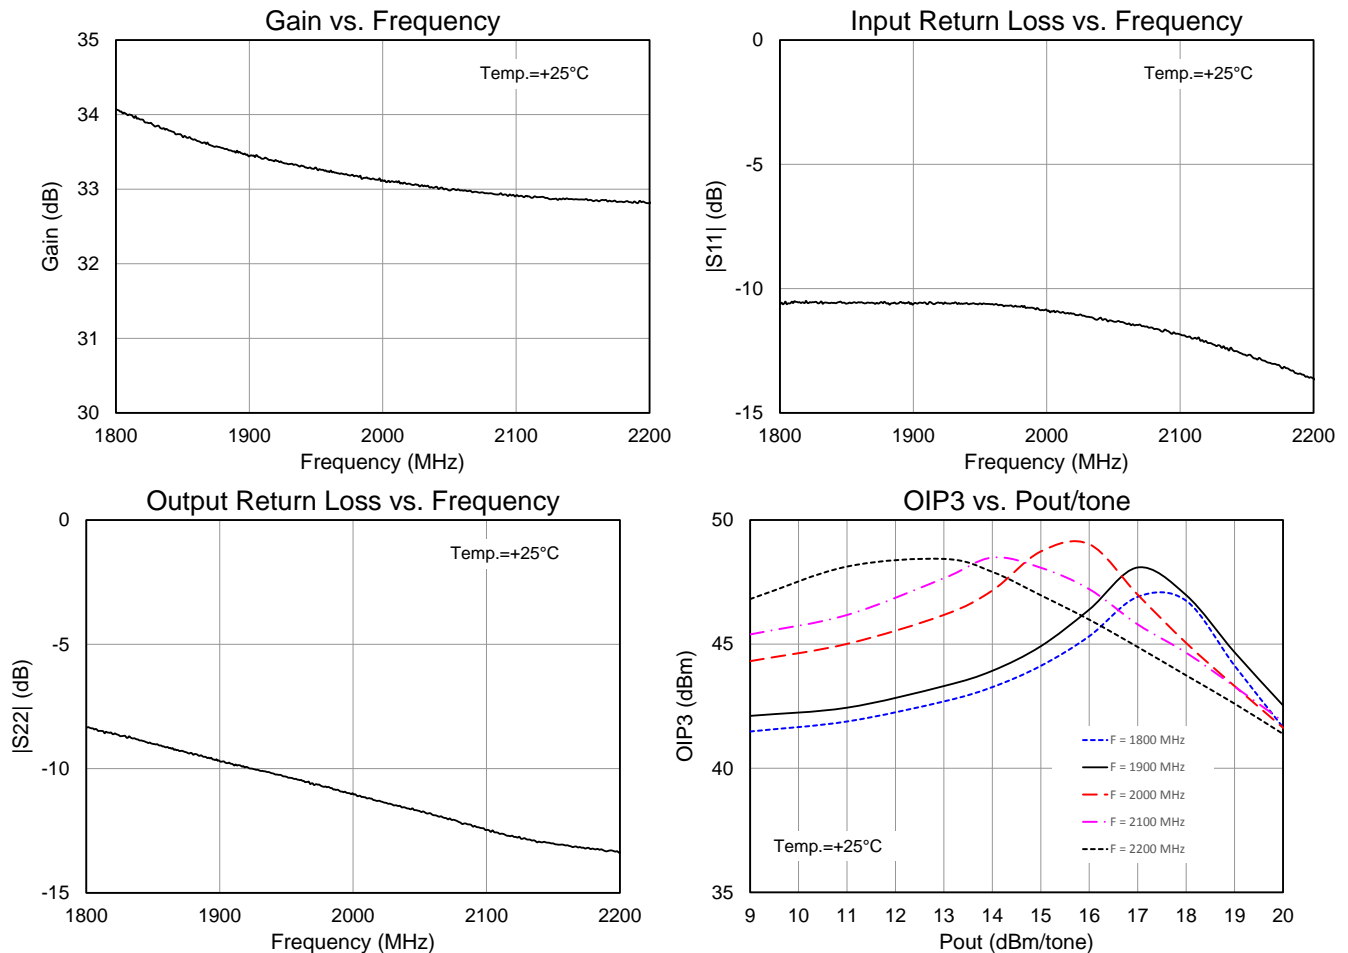 Gain vs. Frequency
35
34
33
32
31
30
Gain (dB)
Temp.=+25°C
1800 1900 2000 2100 2200
Frequency (MHz)
Input Return Loss vs. Frequency
0
-5
-10
-15
|S11| (dB)
Temp.=+25°C
1800 1900 2000 2100 2200
Frequency (MHz)
Output Return Loss vs. Frequency
0
-5
-10
-15
|S22| (dB)
Temp.=+25°C
1800 1900 2000 2100 2200
Frequency (MHz)
OIP3 vs. Pout/tone
50
45
40
35
OIP3 (dBm)
F = 1800 MHz
F = 1900 MHz
F = 2000 MHz
F = 2100 MHz
F = 2200 MHz
Temp.=+25°C
9 10 11 12 13 14 15 16 17 18 19 20
Pout (dBm/tone)